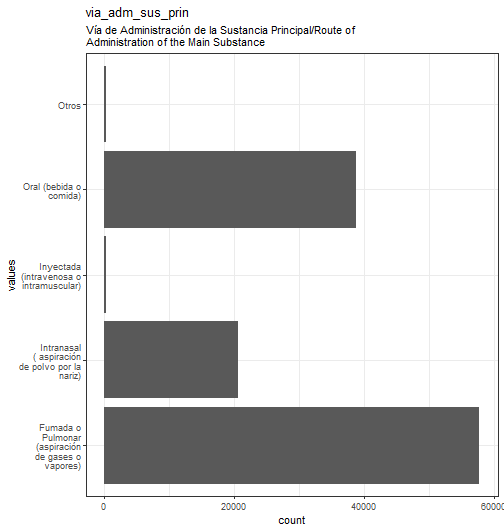 via_adm_sus_prin
Vía de Administración de la Sustancia Principal/Route of
Administration of the Main Substance
values
Otros
Oral (bebida o
comida)
Inyectada
(intravenosa o
intramuscular)
Intranasal
( aspiración
de polvo por la
nariz)
Fumada o
Pulmonar
(aspiración
de gases o
vapores)
0 20000 40000 60000
count